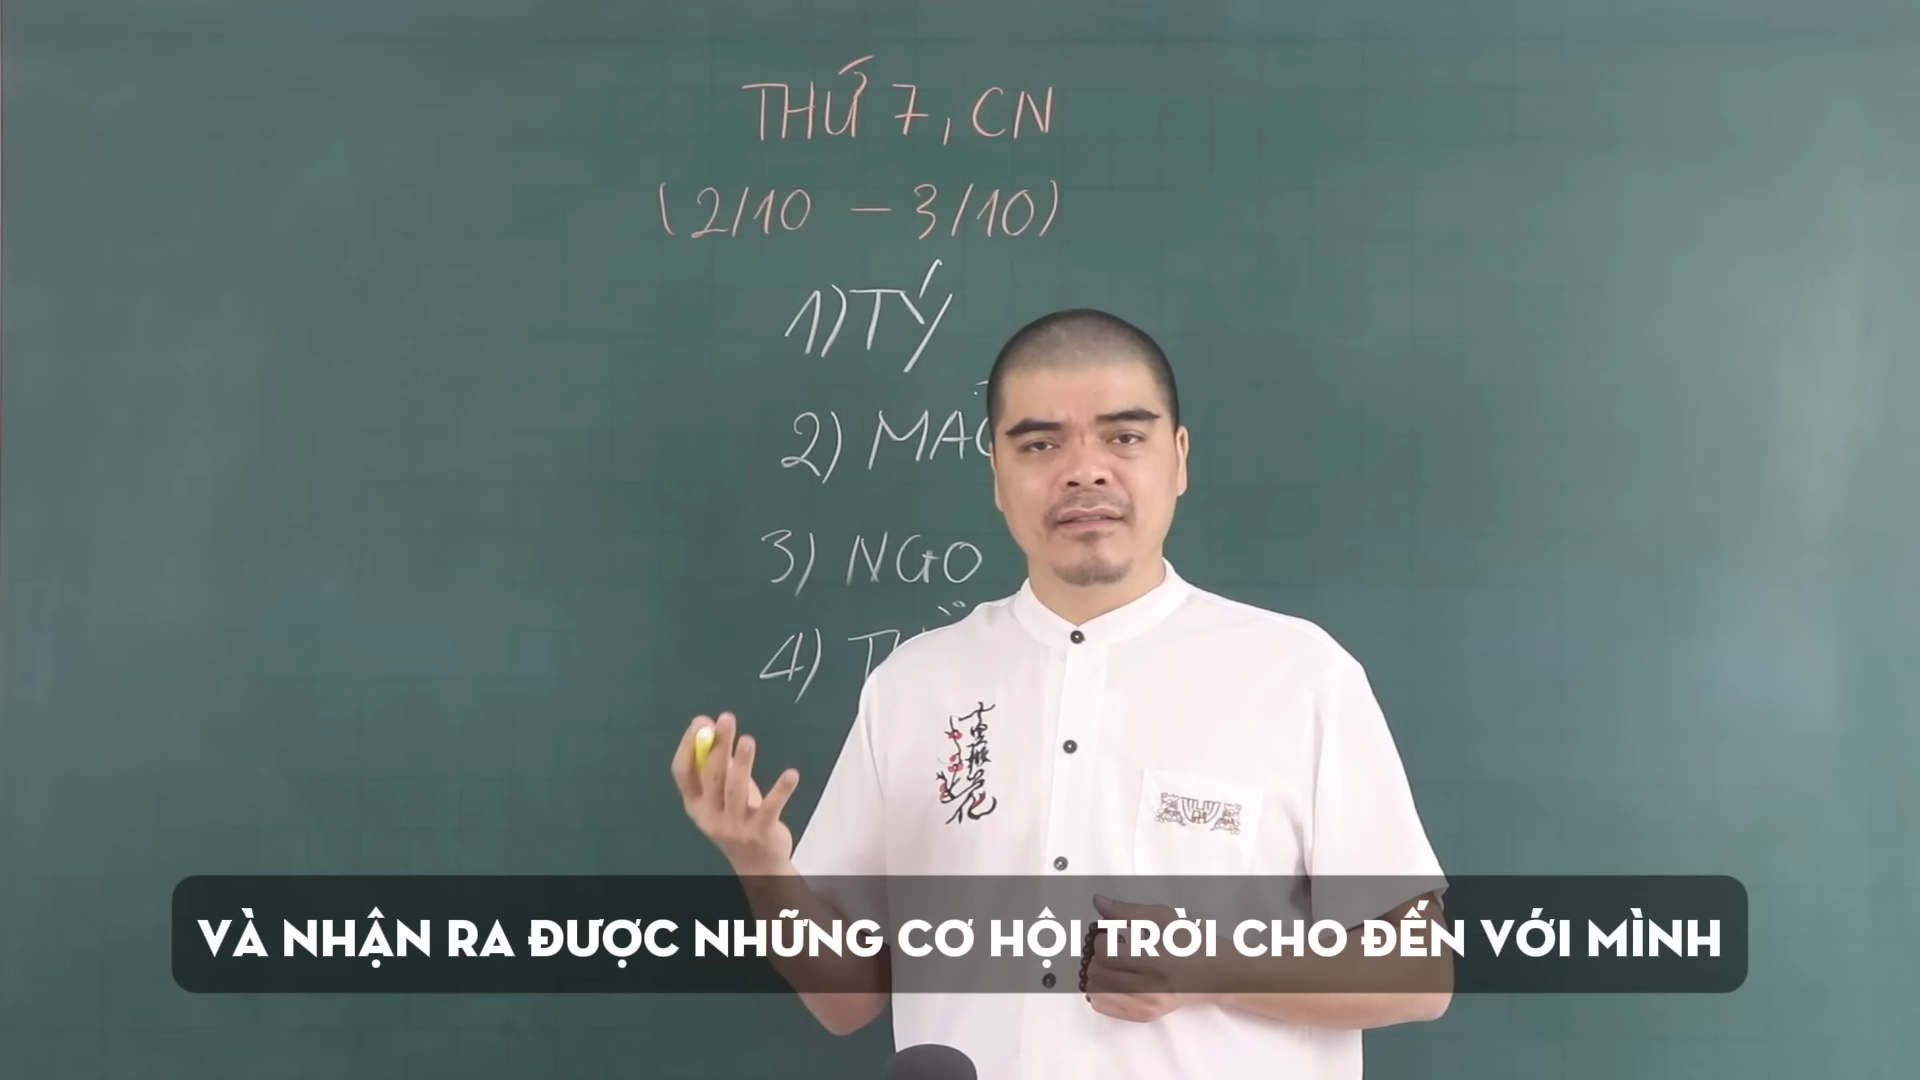 THỨ 7, CN
(2/10 – 3/10)
1) TÝ
2)
3) NGO
4)
VÀ NHẬN RA ĐƯỢC NHỮNG CƠ HỘI TRỜI CHO ĐẾN VỚI MÌNH